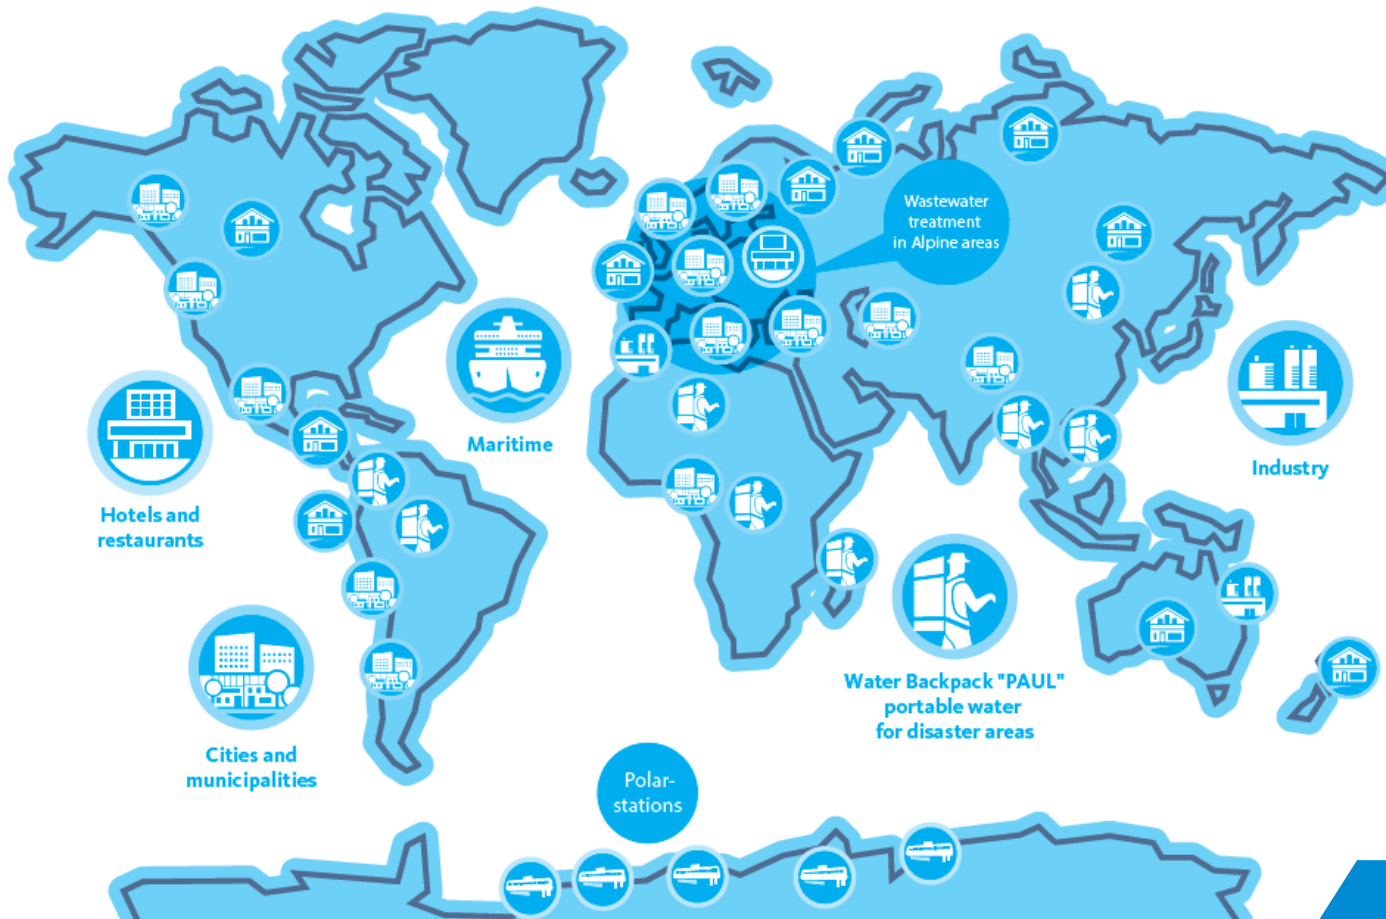 Wastewater
treatment
in Alpine areas
Maritime
Hotels and
restaurants
Industry
Cities and
municipalities
Water Backpack "PAUL"
portable water
for disaster areas
Polar-
stations